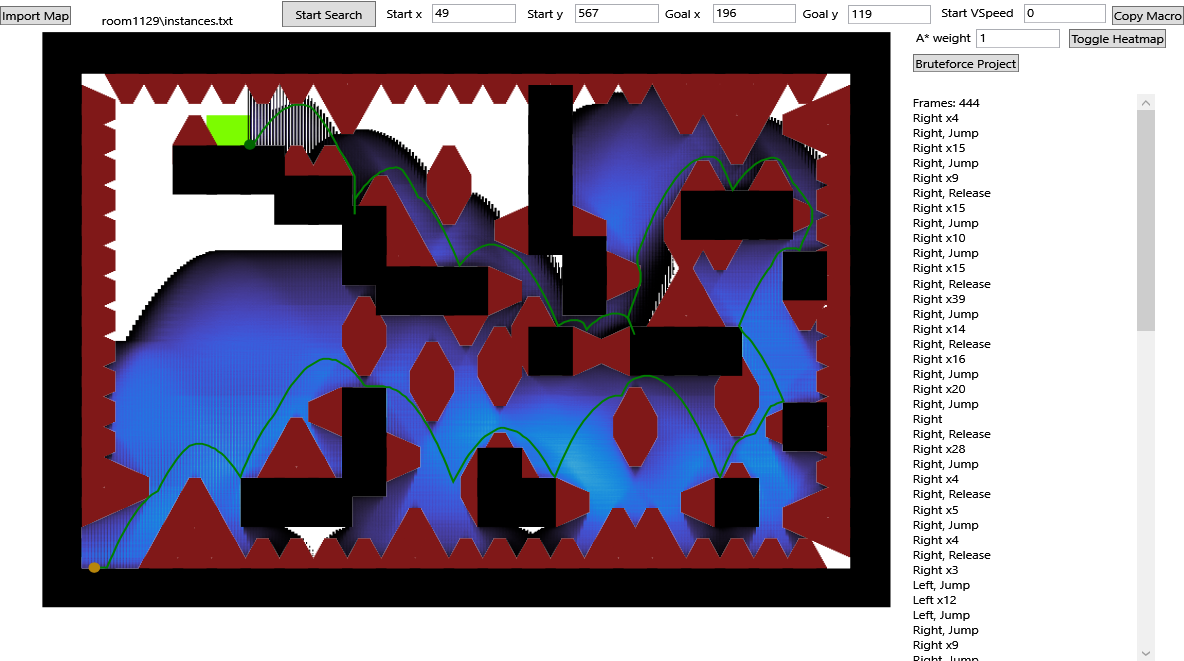 Import Map
room1129\instances.txt
Start Search
Start x 49
Start y 567
Goal x 196
Goal y 119
Start VSpeed 0
Copy Macro
A* weight 1
Toggle Heatmap
Bruteforce Project
Frames: 444
Right x4
Right, Jump
Right x15
Right, Jump
Right x9
Right, Release
Right x15
Right, Jump
Right x10
Right, Jump
Right x15
Right, Release
Right x39
Right, Jump
Right x14
Right, Release
Right x16
Right, Jump
Right x20
Right, Jump
Right
Right, Release
Right x28
Right, Jump
Right x4
Right, Release
Right x5
Right, Jump
Right x4
Right, Release
Right x3
Left, Jump
Left x12
Left, Jump
Right, Jump
Right x9
Right, Jump